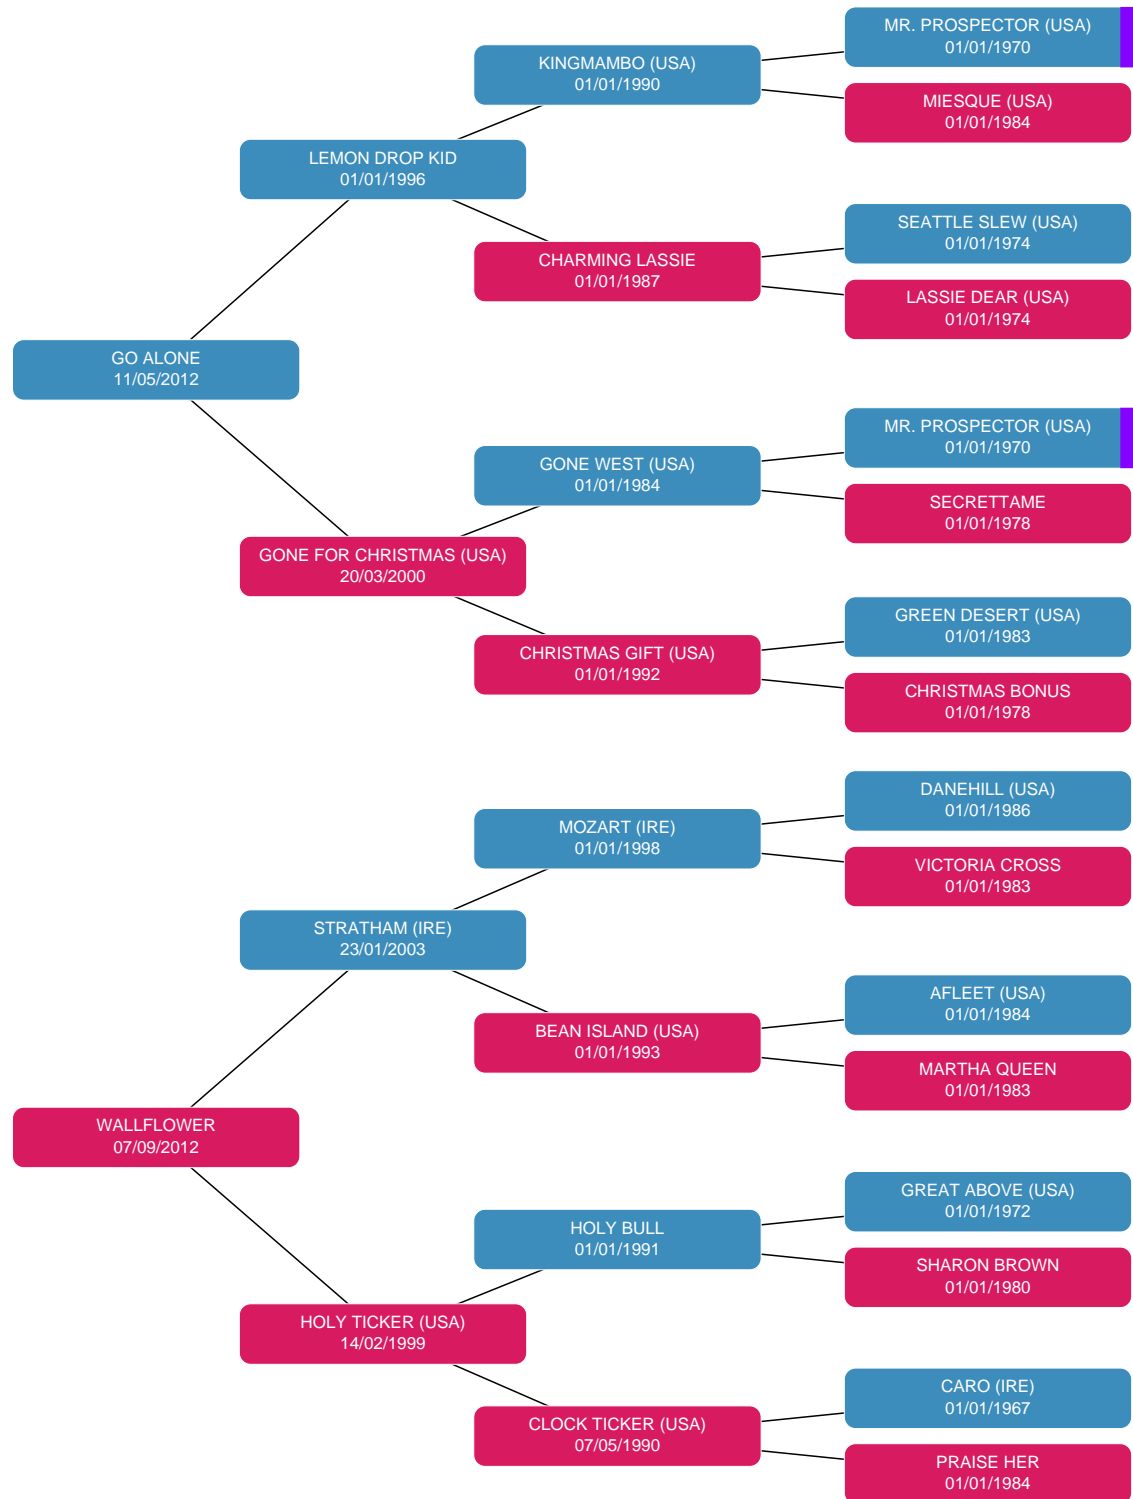 MR. PROSPECTOR (USA)
01/01/1970
KINGMAMBO (USA)
01/01/1990
MIESQUE (USA)
01/01/1984
LEMON DROP KID
01/01/1996
SEATTLE SLEW (USA)
01/01/1974
CHARMING LASSIE
01/01/1987
LASSIE DEAR (USA)
01/01/1974
GO ALONE
11/05/2012
MR. PROSPECTOR (USA)
01/01/1970
GONE WEST (USA)
01/01/1984
SECRETTAME
01/01/1978
GONE FOR CHRISTMAS (USA)
20/03/2000
GREEN DESERT (USA)
01/01/1983
CHRISTMAS GIFT (USA)
01/01/1992
CHRISTMAS BONUS
01/01/1978
DANEHILL (USA)
01/01/1986
MOZART (IRE)
01/01/1998
VICTORIA CROSS
01/01/1983
STRATHAM (IRE)
23/01/2003
AFLEET (USA)
01/01/1984
BEAN ISLAND (USA)
01/01/1993
MARTHA QUEEN
01/01/1983
WALLFLOWER
07/09/2012
GREAT ABOVE (USA)
01/01/1972
HOLY BULL
01/01/1991
SHARON BROWN
01/01/1980
HOLY TICKER (USA)
14/02/1999
CARO (IRE)
01/01/1967
CLOCK TICKER (USA)
07/05/1990
PRAISE HER
01/01/1984